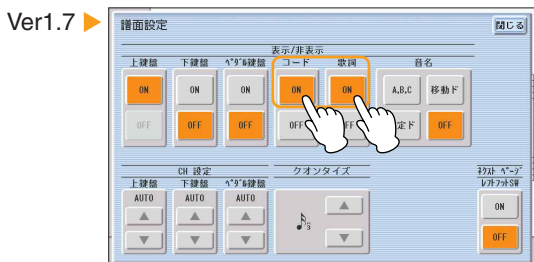 Ver1.7
譜面設定 閉じる
表示/非表示
上鍵盤 下鍵盤 ペダル鍵盤 コード 歌詞 音名
ON ON ON ON ON A,B,C 移動ド
OFF OFF OFF OFF FF 定ド OFF
CH 設定 クオンタイズ ネクスト ページ
上鍵盤 下鍵盤 ペダル鍵盤 レフトフットSW
AUTO AUTO AUTO ON
3
OFF